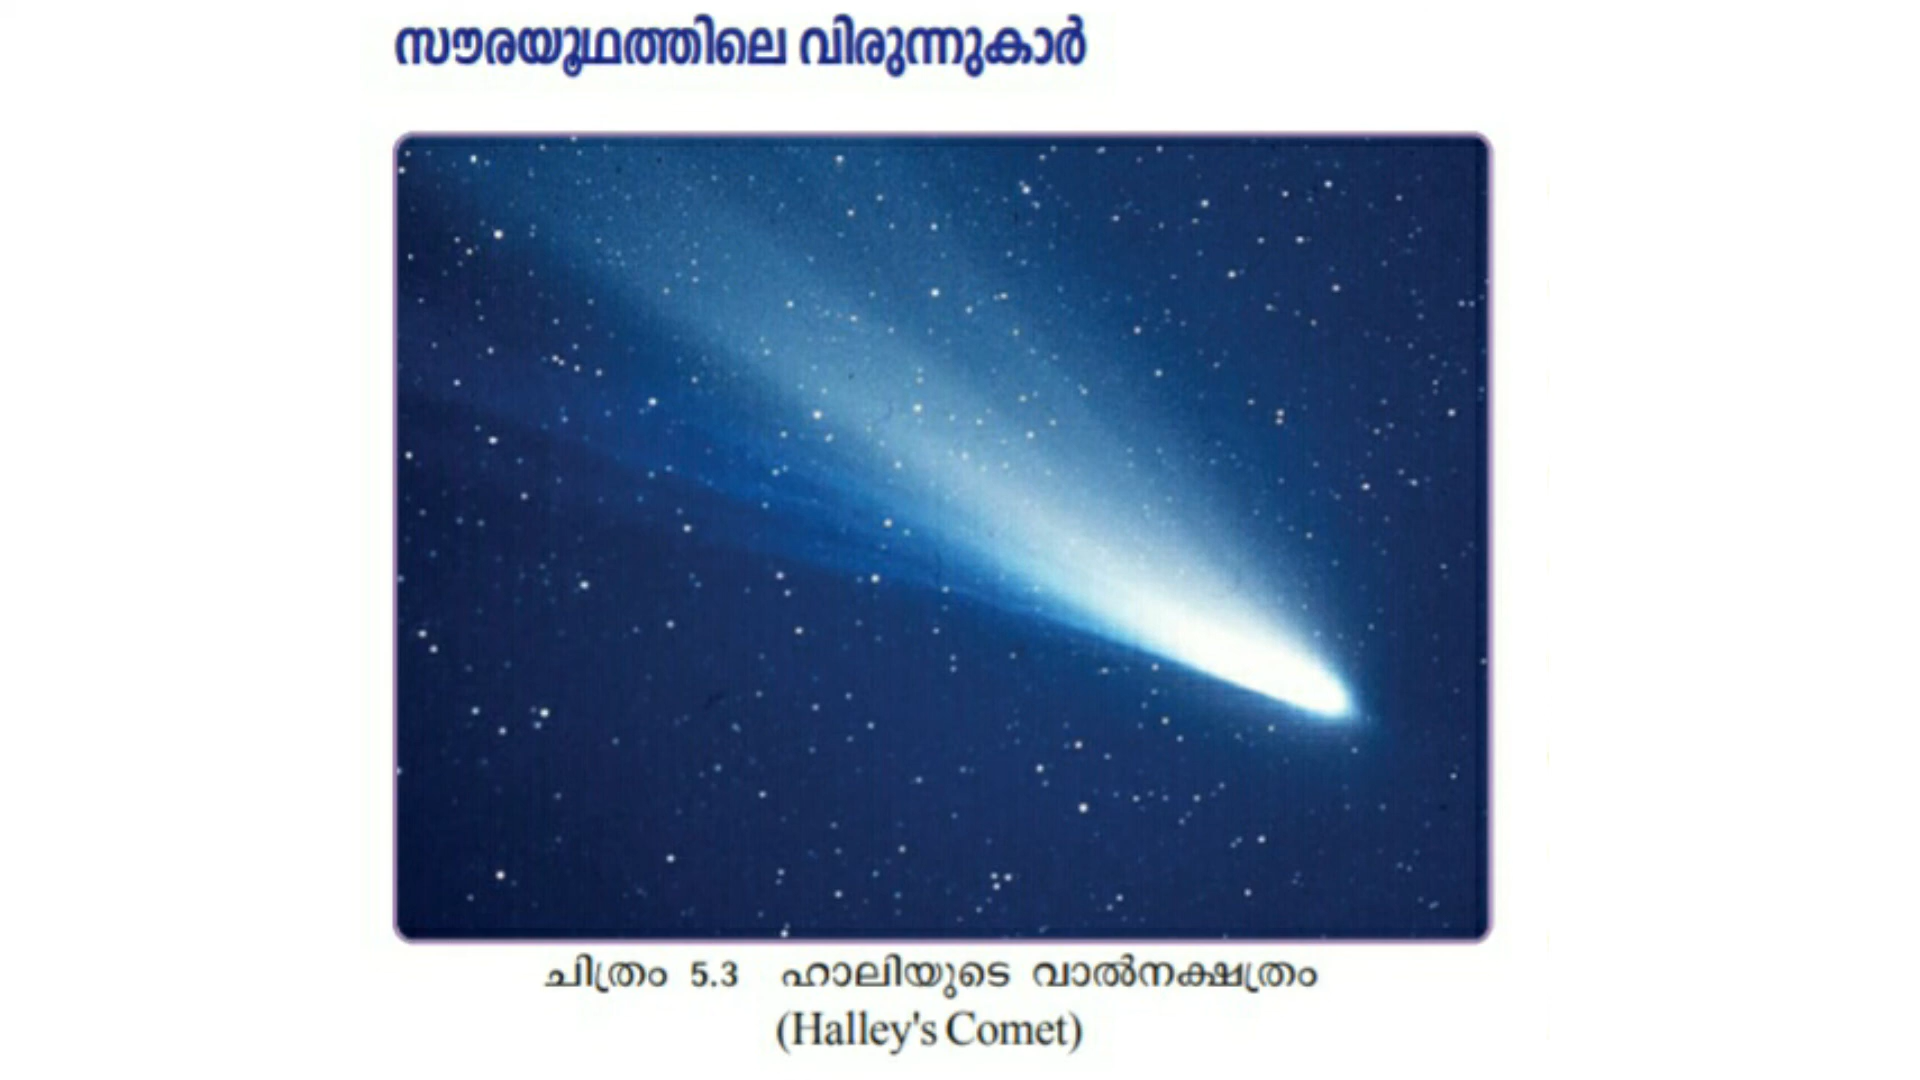 സൗരയൂഥത്തിലെ വിരുന്നുകാർ
ചിത്രം 5.3 ഹാലിയുടെ വാൽനക്ഷത്രം
(Halley's Comet)